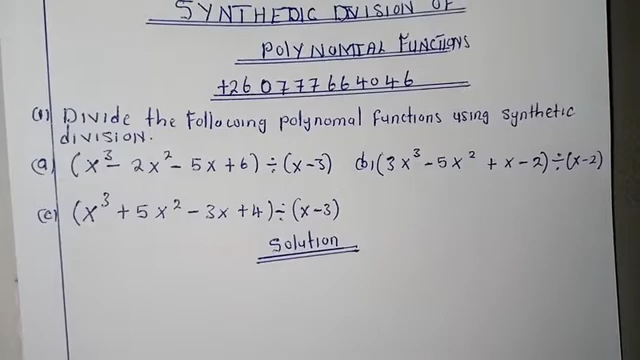 SYNTHEDIC DIVISION OF
POLYNOMIAL FUNCTIONS
+260777664046
(1) Divide the following polynomal functions using synthetic
division.
(a) (x³ - 2x² - 5x + 6) ÷ (x - 3) (b) (3x³ - 5x² + x - 2) ÷ (x - 2)
(c) (x³ + 5x² - 3x + 4) ÷ (x - 3)
Solution